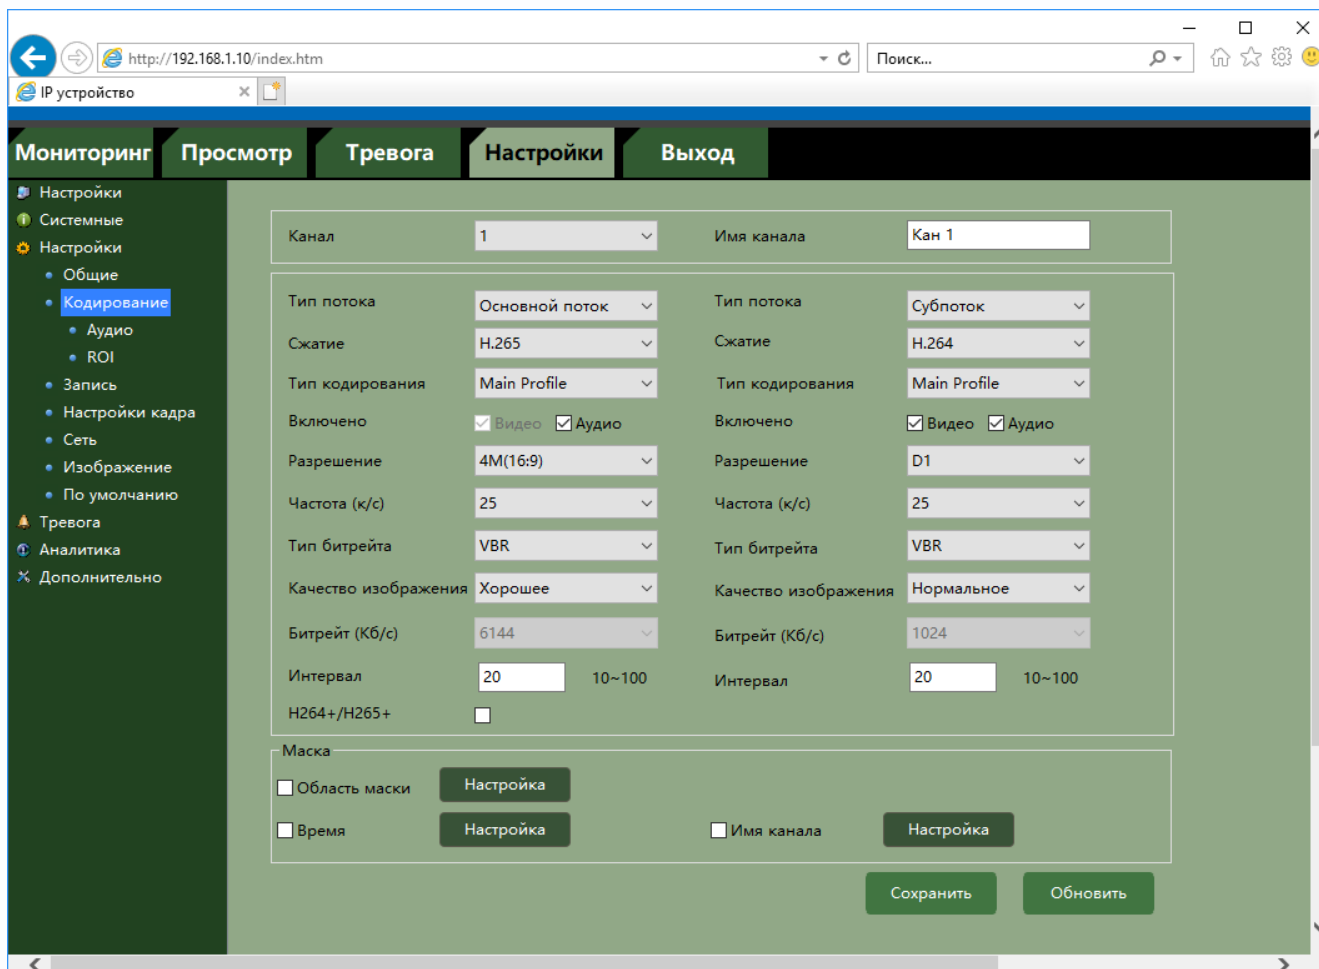 http://192.168.1.10/index.htm
Поиск...
IP устройство
Мониторинг Просмотр Тревога Настройки Выход
Настройки
Системные
Настройки
Общие
Кодирование
Аудио
ROI
Запись
Настройки кадра
Сеть
Изображение
По умолчанию
Тревога
Аналитика
Дополнительно
Канал 1 Имя канала Кан 1
Тип потока Основной поток Тип потока Субпоток
Сжатие H.265 Сжатие H.264
Тип кодирования Main Profile Тип кодирования Main Profile
Включено Видео Аудио Включено Видео Аудио
Разрешение 4M(16:9) Разрешение D1
Частота (к/с) 25 Частота (к/с) 25
Тип битрейта VBR Тип битрейта VBR
Качество изображения Хорошее Качество изображения Нормальное
Битрейт (Кб/с) 6144 Битрейт (Кб/с) 1024
Интервал 20 10~100 Интервал 20 10~100
H264+/H265+
Маска
Область маски Настройка
Время Настройка Имя канала Настройка
Сохранить Обновить